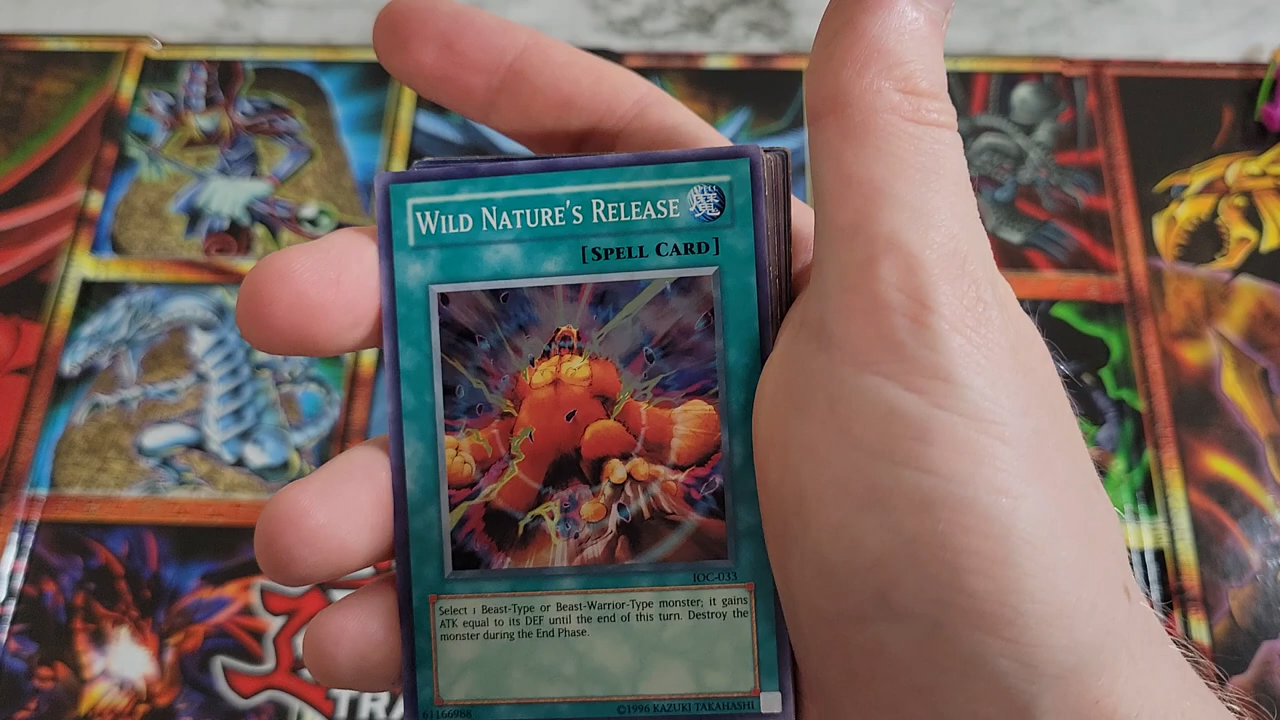 WILD NATURE'S RELEASE 魔
[SPELL CARD]
IOC-033
Select 1 Beast-Type or Beast-Warrior-Type monster; it gains
ATK equal to its DEF until the end of this turn. Destroy the
monster during the End Phase.
61166988
©1996 KAZUKI TAKAHASHI
TRA